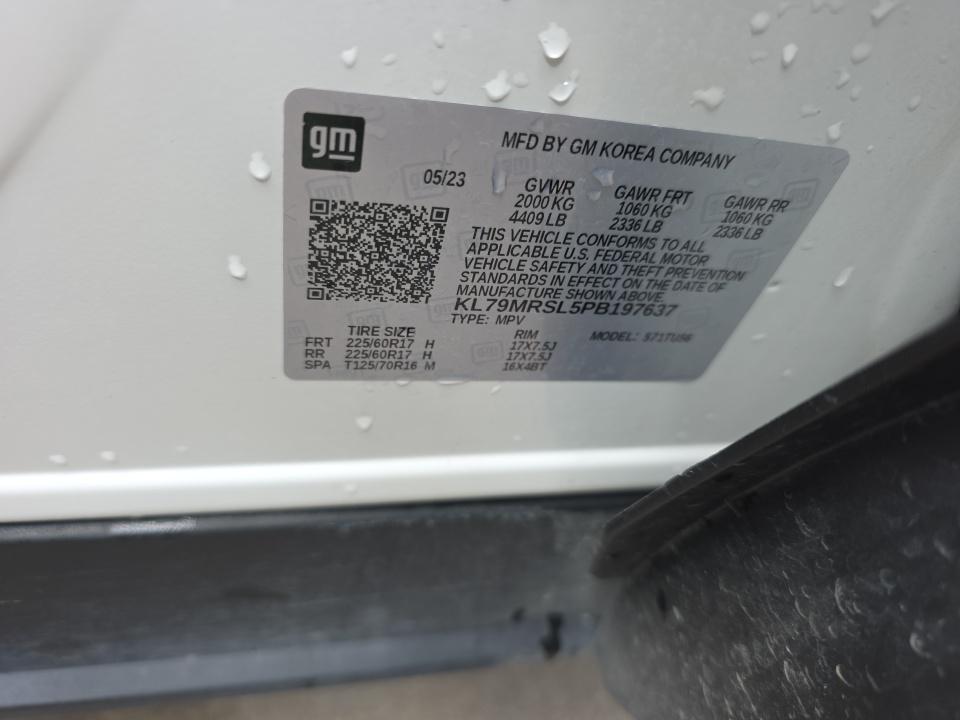 gm
MFD BY GM KOREA COMPANY
05/23
GVWR GAWR FRT GAWR RR
2000 KG 1060 KG 1060 KG
4409 LB 2336 LB 2336 LB
THIS VEHICLE CONFORMS TO ALL
APPLICABLE U.S. FEDERAL MOTOR
VEHICLE SAFETY AND THEFT PREVENTION
STANDARDS IN EFFECT ON THE DATE OF
MANUFACTURE SHOWN ABOVE.
KL79MRSL5PB197637
TYPE: MPV MODEL: 571TU56
TIRE SIZE RIM
FRT 225/60R17 H 17X7.5J
RR 225/60R17 H 17X7.5J
SPA T125/70R16 M 16X4BT